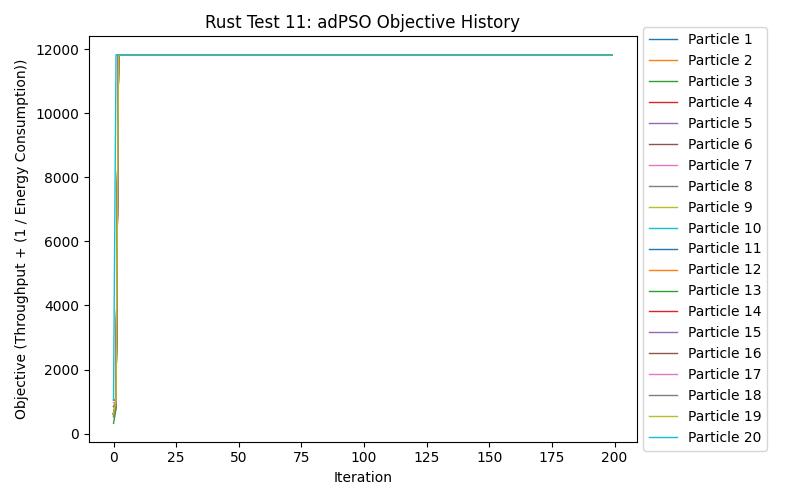 Rust Test 11: adPSO Objective History
Objective (Throughput + (1 / Energy Consumption))
12000
10000
8000
6000
4000
2000
0
0 25 50 75 100 125 150 175 200
Iteration
Particle 1
Particle 2
Particle 3
Particle 4
Particle 5
Particle 6
Particle 7
Particle 8
Particle 9
Particle 10
Particle 11
Particle 12
Particle 13
Particle 14
Particle 15
Particle 16
Particle 17
Particle 18
Particle 19
Particle 20